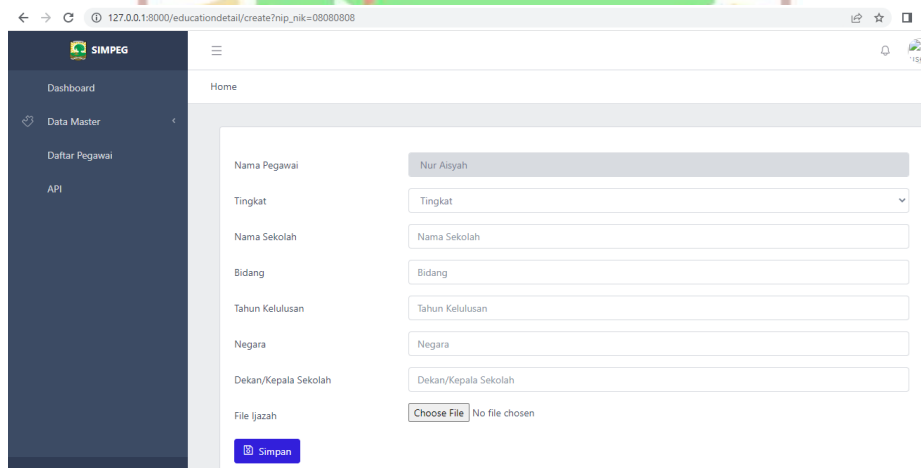 127.0.0.1:8000/educationdetail/create?nip_nik=08080808
SIMPEG
Dashboard
Data Master
Daftar Pegawai
API
Home
Nama Pegawai Nur Aisyah
Tingkat Tingkat
Nama Sekolah Nama Sekolah
Bidang Bidang
Tahun Kelulusan Tahun Kelulusan
Negara Negara
Dekan/Kepala Sekolah Dekan/Kepala Sekolah
File Ijazah Choose File No file chosen
Simpan